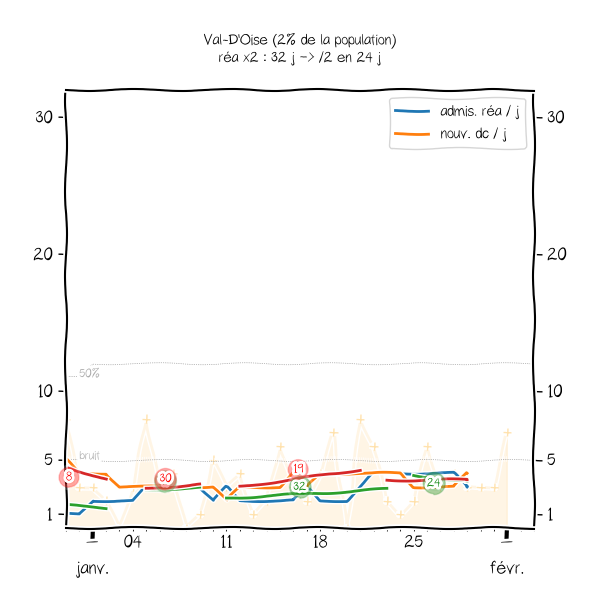 Val-D'Oise (2% de la population)
réa x2 : 32 j -> /2 en 24 j
admis. réa / j
nouv. dc / j
30
30
20
20
50%
10
10
bruit
5
5
8
30
19
32
24
1
1
04
11
18
25
janv.
févr.